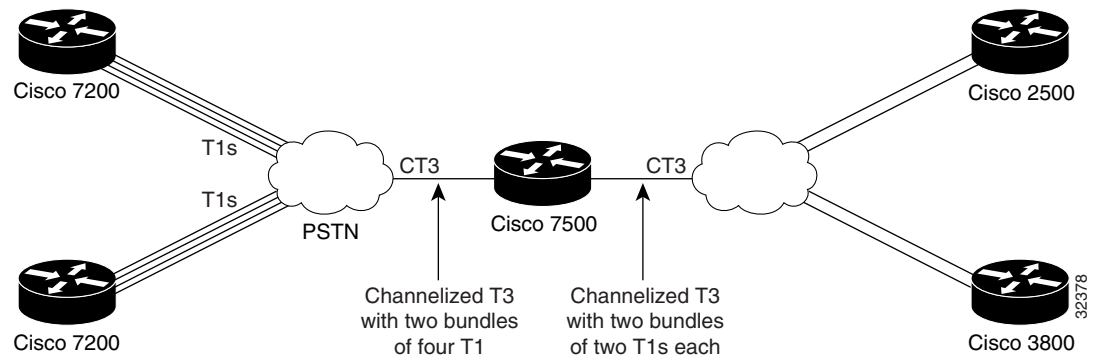 Cisco 7200
Cisco 2500
T1s
CT3
CT3
T1s
PSTN
Cisco 7500
Channelized T3
with two bundles
of four T1
Channelized T3
with two bundles
of two T1s each
Cisco 7200
Cisco 3800
32378